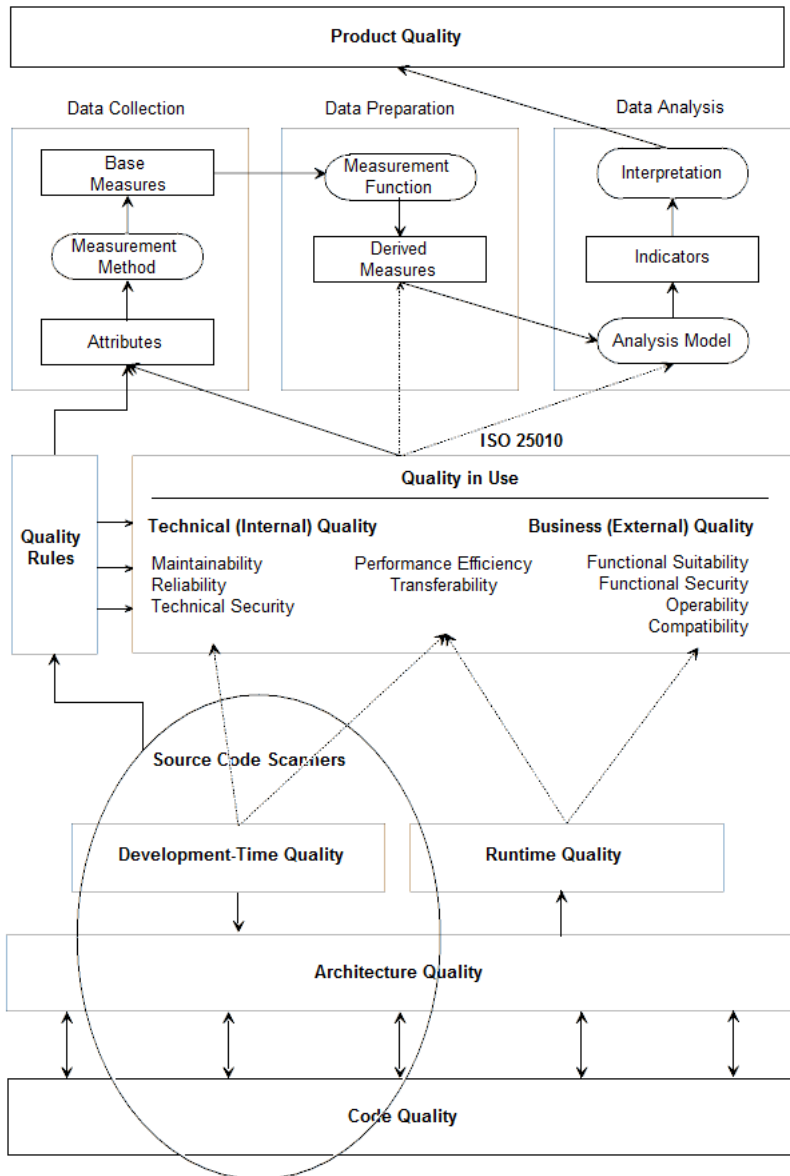 Product Quality
Data Collection
Data Preparation
Data Analysis
Base
Measures
Measurement
Method
Attributes
Measurement
Function
Derived
Measures
Interpretation
Indicators
Analysis Model
ISO 25010
Quality
Rules
Quality in Use
Technical (Internal) Quality
Business (External) Quality
Maintainability
Reliability
Technical Security
Performance Efficiency
Transferability
Functional Suitability
Functional Security
Operability
Compatibility
Source Code Scanners
Development-Time Quality
Runtime Quality
Architecture Quality
Code Quality